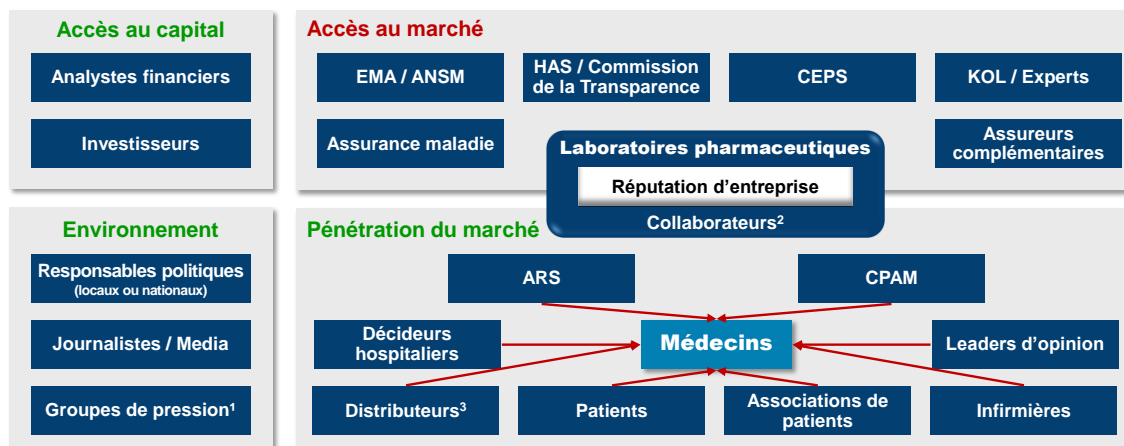 Accès au capital
Analystes financiers
Investisseurs
Accès au marché
EMA / ANSM
HAS / Commission
de la Transparence
CEPS
KOL / Experts
Assurance maladie
Assureurs
complémentaires
Laboratoires pharmaceutiques
Réputation d’entreprise
Collaborateurs²
Environnement
Responsables politiques
(locaux ou nationaux)
Journalistes / Media
Groupes de pression¹
Pénétration du marché
ARS
CPAM
Décideurs
hospitaliers
Médecins
Leaders d’opinion
Distributeurs³
Patients
Associations de
patients
Infirmières